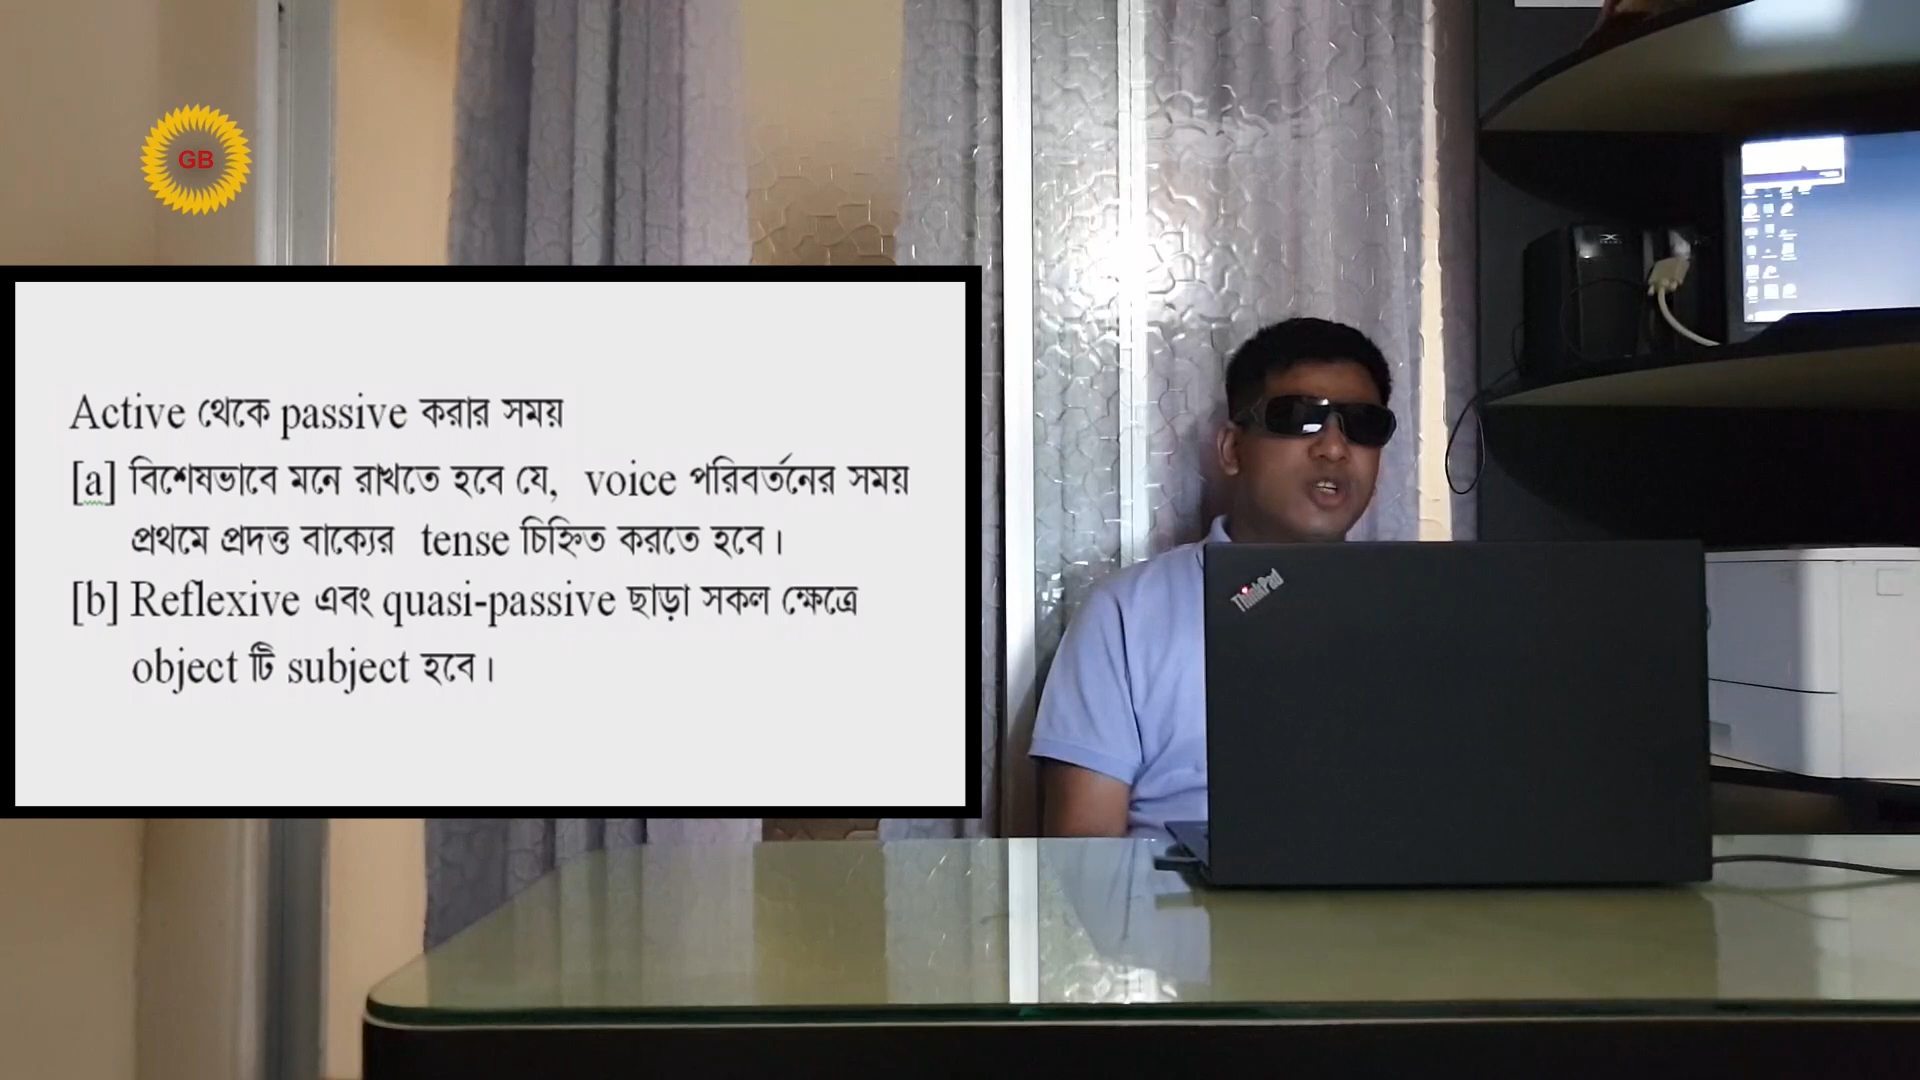 GB
Active থেকে passive করার সময়
[a] বিশেষভাবে মনে রাখতে হবে যে, voice পরিবর্তনের সময়
প্রথমে প্রদত্ত বাক্যের tense চিহ্নিত করতে হবে।
[b] Reflexive এবং quasi-passive ছাড়া সকল ক্ষেত্রে
object টি subject হবে।
ThinkPad